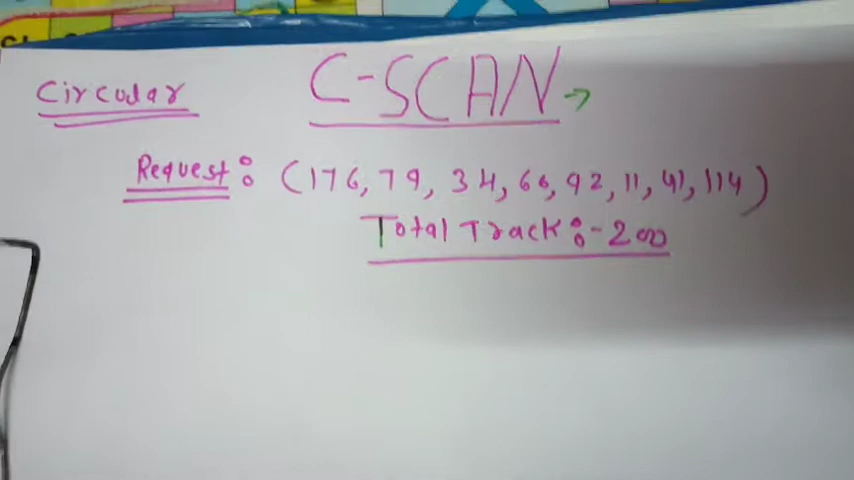 C-SCAN →
Circular
Request: (176, 79, 34, 60, 92, 11, 41, 114)
Total Track:- 200